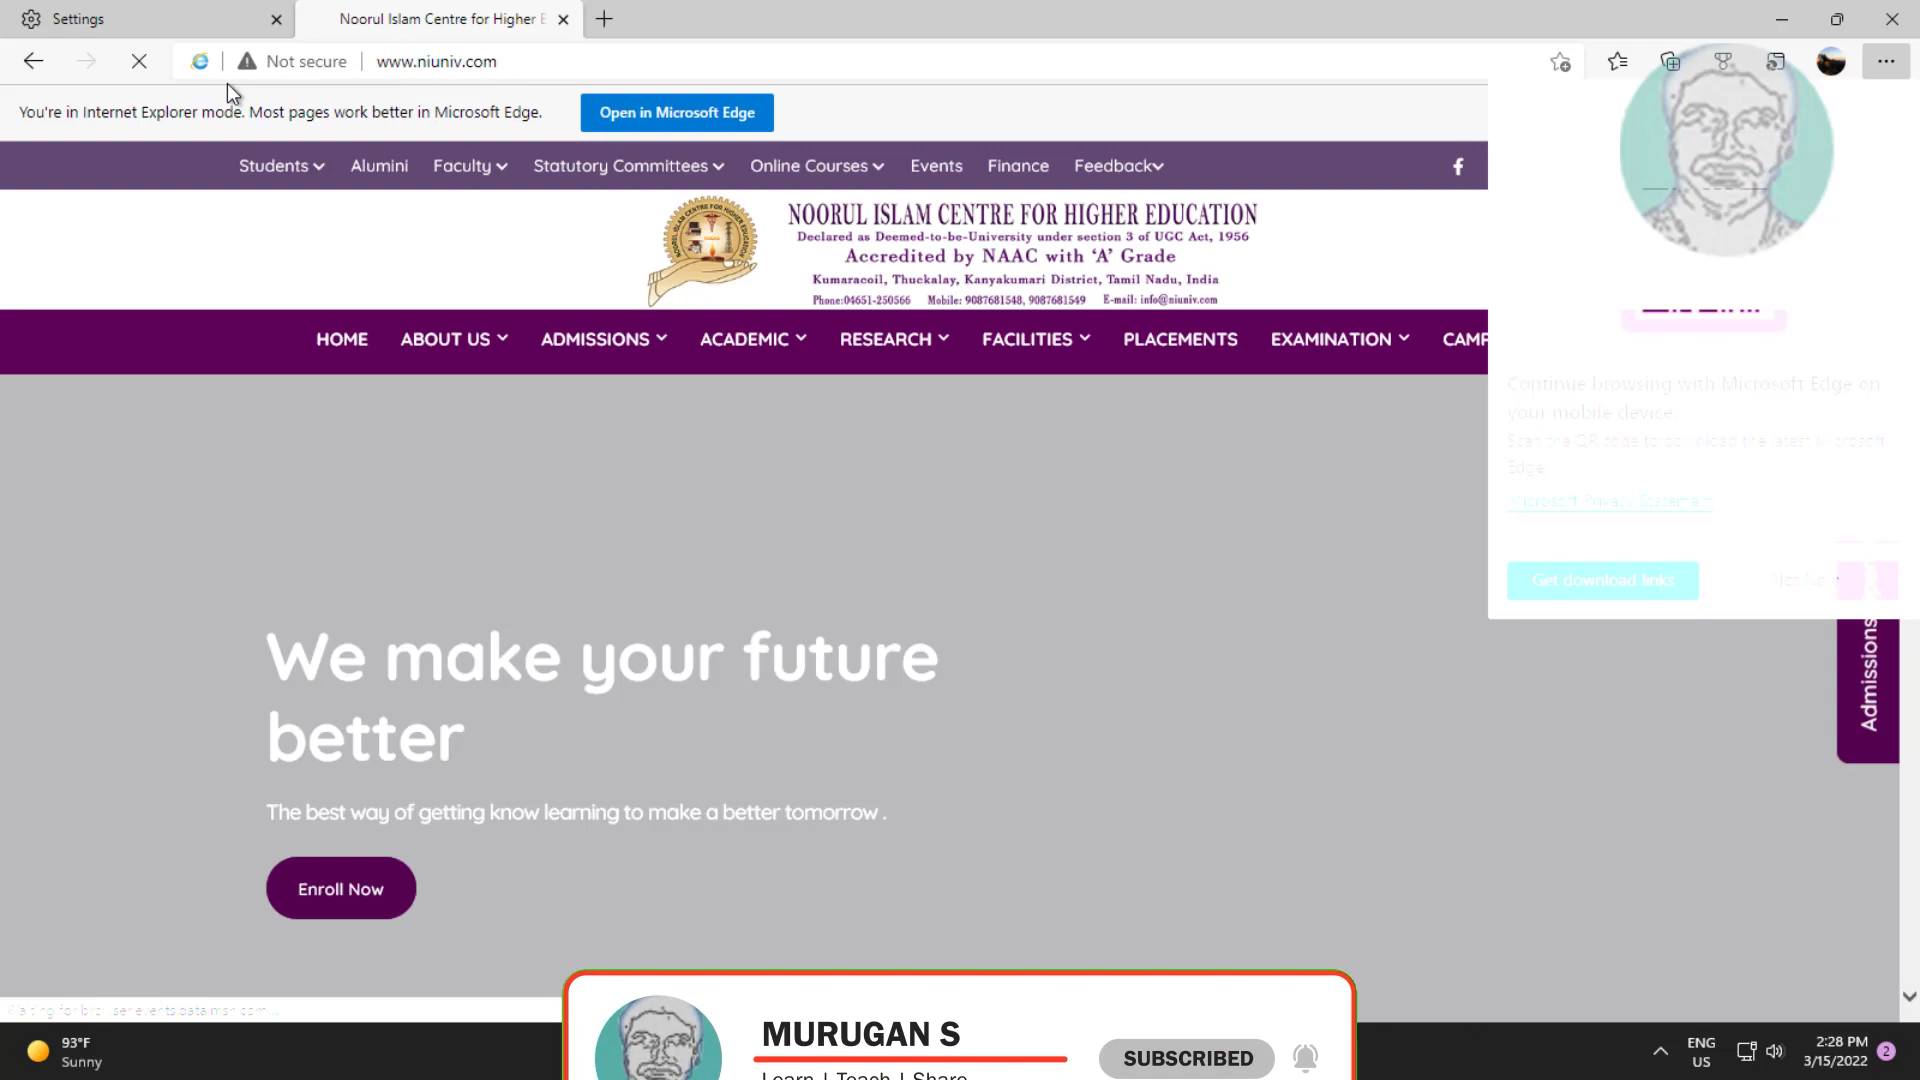 Settings
Noorul Islam Centre for Higher E
Not secure
www.niuniv.com
You're in Internet Explorer mode. Most pages work better in Microsoft Edge.
Open in Microsoft Edge
Students
Alumini
Faculty
Statutory Committees
Online Courses
Events
Finance
Feedback
NOORUL ISLAM CENTRE FOR HIGHER EDUCATION
Declared as Deemed-to-be-University under section 3 of UGC Act, 1956
Accredited by NAAC with 'A' Grade
Kumaracoil, Thuckalay, Kanyakumari District, Tamil Nadu, India
Phone:04651-250566 Mobile: 9087681548, 9087681549 E-mail: info@niuniv.com
HOME
ABOUT US
ADMISSIONS
ACADEMIC
RESEARCH
FACILITIES
PLACEMENTS
EXAMINATION
CAMP
Continue browsing with Microsoft Edge on
your mobile device.
Scan the QR code to download the latest Microsoft
Edge.
Microsoft Privacy Statement
Get download links
Admissions
We make your future
better
The best way of getting know learning to make a better tomorrow .
Enroll Now
MURUGAN S
Learn | Teach | Share
SUBSCRIBED
93°F
Sunny
ENG
US
2:28 PM
3/15/2022
2